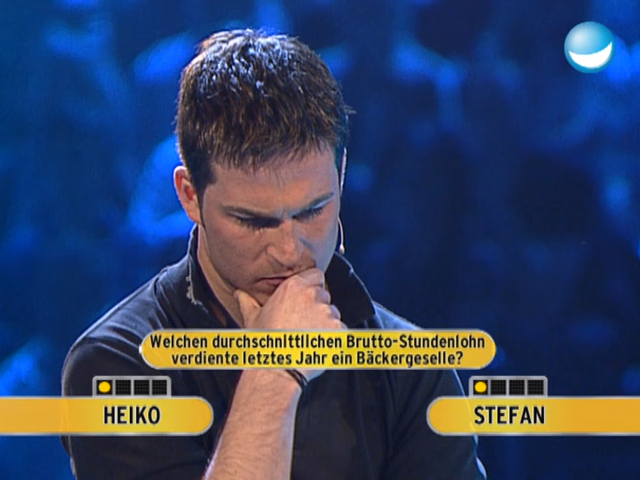 Welchen durchschnittlichen Brutto-Stundenlohn
verdiente letztes Jahr ein Bäckergeselle?
HEIKO
STEFAN